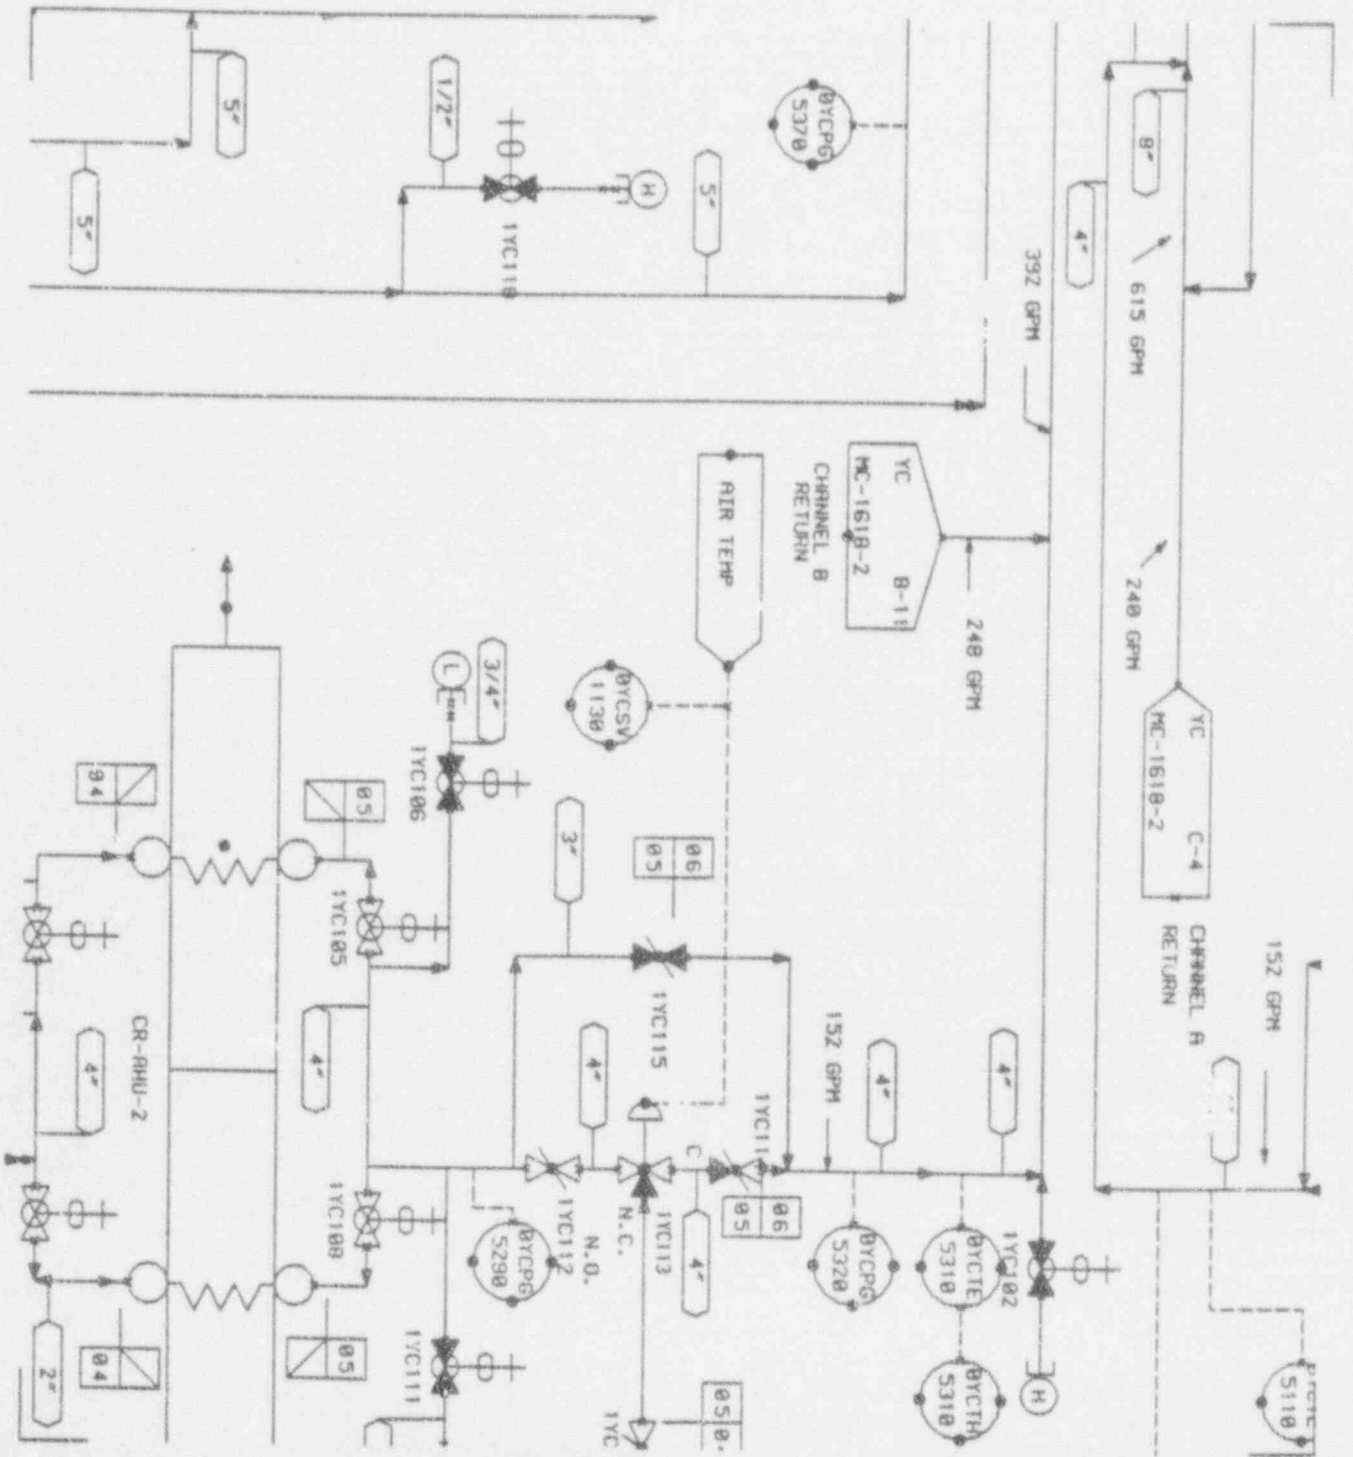 5"
5"
1/2"
1YC118
H
5"
0YCPG
5370
8"
4"
615 GPM
392 GPM
240 GPM
YC
C-4
MC-1618-2
CHANNEL A
RETURN
152 GPM
YC
MC-1618-2
CHANNEL B
RETURN
248 GPM
AIR TEMP
0YCSV
1130
L
3/4"
1YC106
04
05
1YC105
3"
05
06
1YC115
CR-AHU-2
4"
4"
4"
152 GPM
4"
4"
C
05
06
1YC108
N.C.
N.O.
1YC112
1YC113
4"
0YCPG
5290
0YCPG
5320
0YCTE
5310
1YC102
0YCTH
5310
H
5110
2"
04
05
1YC111
1YC
05